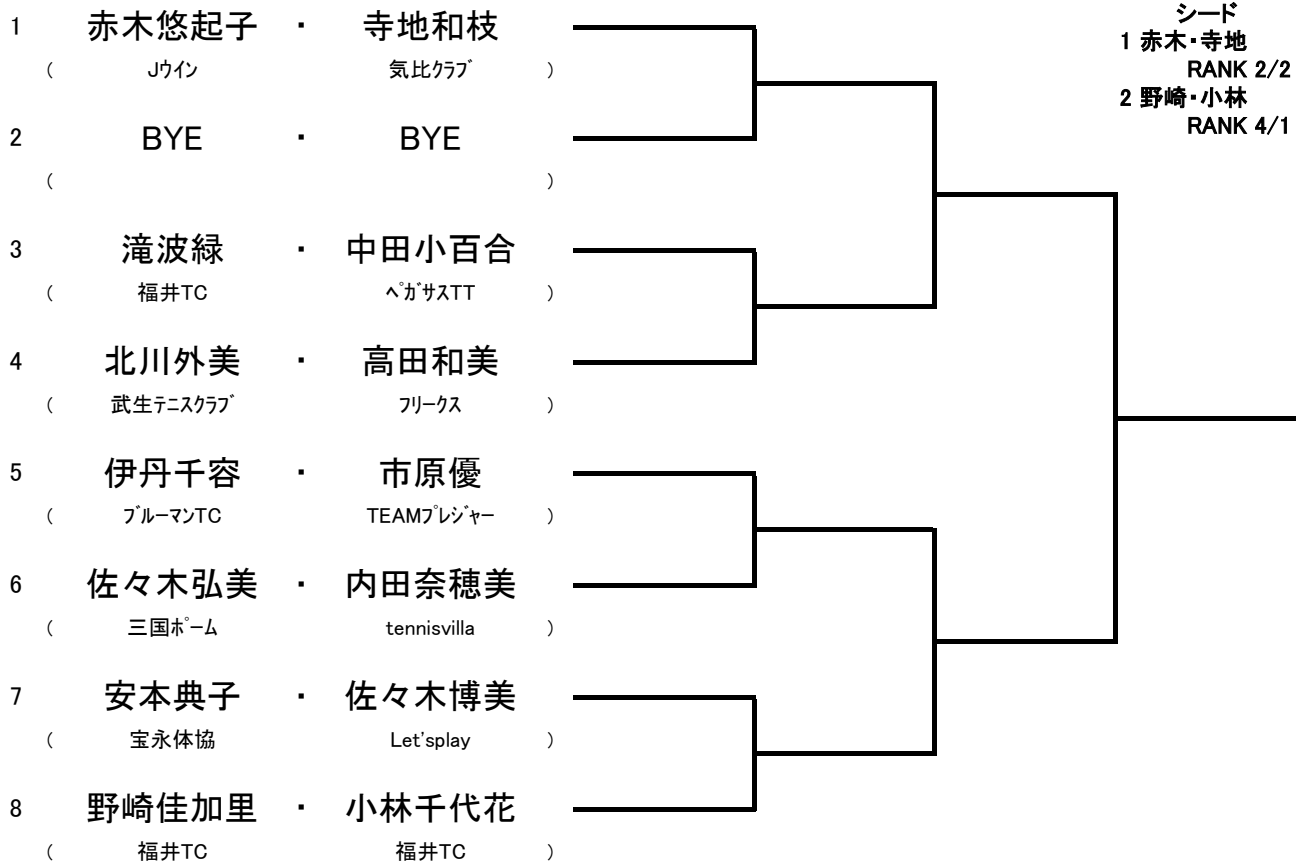 シード
1 赤木・寺地
RANK 2/2
2 野崎・小林
RANK 4/1
1 赤木悠起子 ・ 寺地和枝
( Jウイン 気比ｸﾗﾌﾞ )
2 BYE ・ BYE
( )
3 滝波緑 ・ 中田小百合
( 福井TC ﾍﾟｶﾞｻｽTT )
4 北川外美 ・ 高田和美
( 武生ﾃﾆｽｸﾗﾌﾞ ﾌﾘｰｸｽ )
5 伊丹千容 ・ 市原優
( ﾌﾞﾙｰﾏﾝTC TEAMﾌﾟﾚｼﾞｬｰ )
6 佐々木弘美 ・ 内田奈穂美
( 三国ﾎﾟｰﾑ tennisvilla )
7 安本典子 ・ 佐々木博美
( 宝永体協 Let'splay )
8 野崎佳加里 ・ 小林千代花
( 福井TC 福井TC )